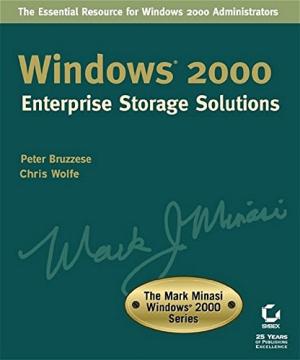 The Essential Resource for Windows 2000 Administrators
Windows® 2000
Enterprise Storage Solutions
Peter Bruzzese
Chris Wolfe
Mark J Minasi
The Mark Minasi
Windows® 2000
Series
SYBEX
25 YEARS
OF PUBLISHING
EXCELLENCE